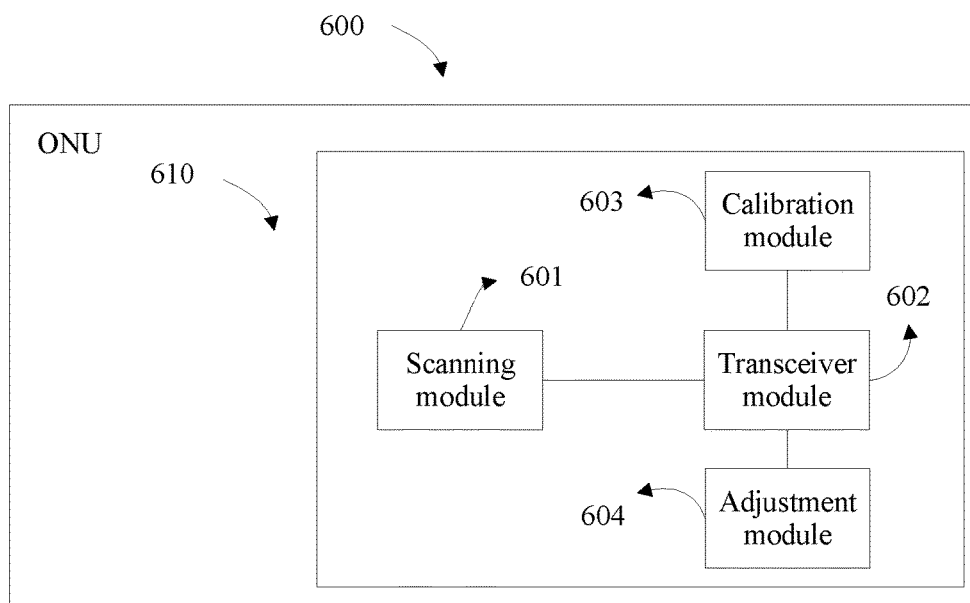 600
ONU
610
603
Calibration
module
601
602
Scanning
module
Transceiver
module
604
Adjustment
module